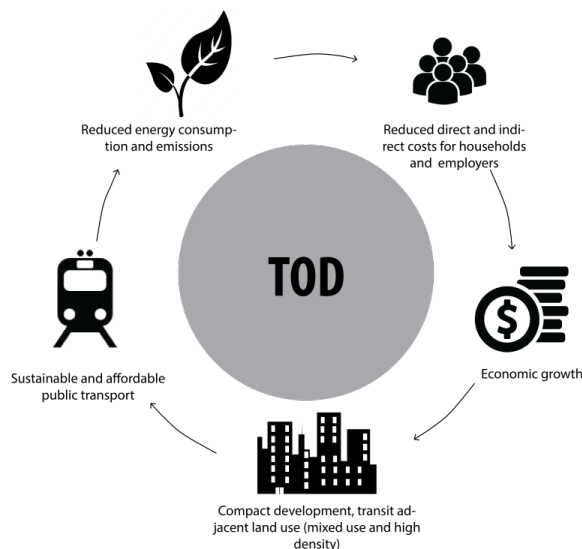 Reduced energy consump-
tion and emissions
Reduced direct and indi-
rect costs for households
and employers
TOD
$
Economic growth
Sustainable and affordable
public transport
Compact development, transit ad-
jacent land use (mixed use and high
density)